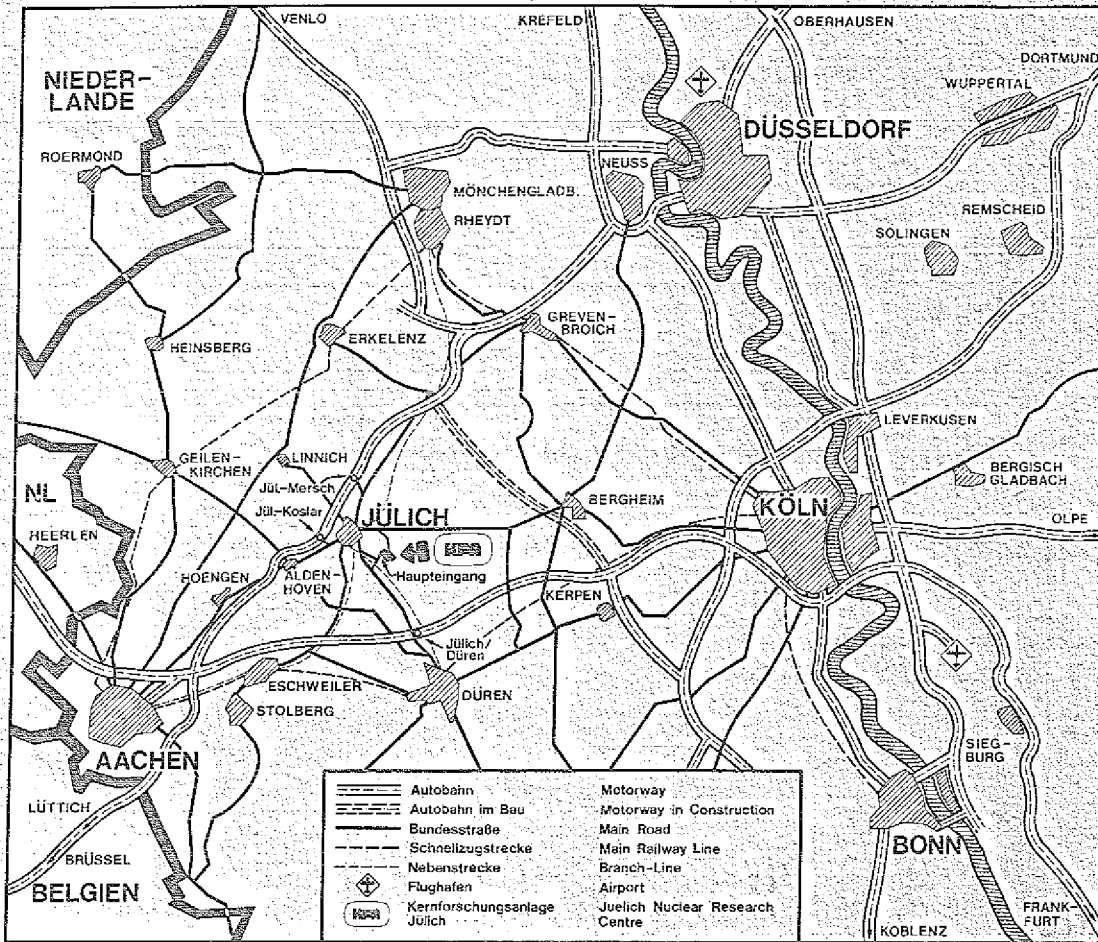 VENLO
KREFELD
OBERHAUSEN
DORTMUND
WUPPERTAL
NIEDER-
LANDE
DÜSSELDORF
ROERMOND
NEUSS
MÖNCHENGLADB.
RHEYDT
REMSCHEID
SOLINGEN
GREVEN-
BROICH
ERKELENZ
HEINSBERG
LEVERKUSEN
GEILEN-
KIRCHEN
LINNICH
BERGISCH
GLADBACH
Jül.-Mersch
NL
BERGHEIM
KÖLN
Jül.-Koslar
JÜLICH
OLPE
HEERLEN
KFA
HOENGEN
ALDEN-
HOVEN
Haupteingang
KERPEN
Jülich/
Düren
ESCHWEILER
DÜREN
STOLBERG
SIEG-
BURG
AACHEN
LÜTTICH
BRÜSSEL
BELGIEN
BONN
FRANK-
FURT
KOBLENZ
Autobahn Motorway
Autobahn im Bau Motorway in Construction
Bundesstraße Main Road
Schnellzugstrecke Main Railway Line
Nebenstrecke Branch-Line
Flughafen Airport
KFA Kernforschungsanlage Juelich Nuclear Research
Jülich Centre